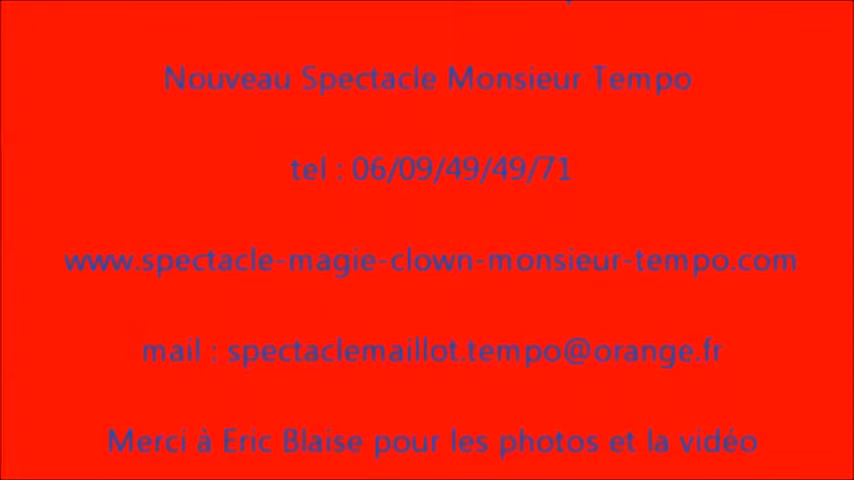 Nouveau Spectacle Monsieur Tempo
tel : 06/09/49/49/71
www.spectacle-magie-clown-monsieur-tempo.com
mail : spectaclemaillot.tempo@orange.fr
Merci à Eric Blaise pour les photos et la vidéo